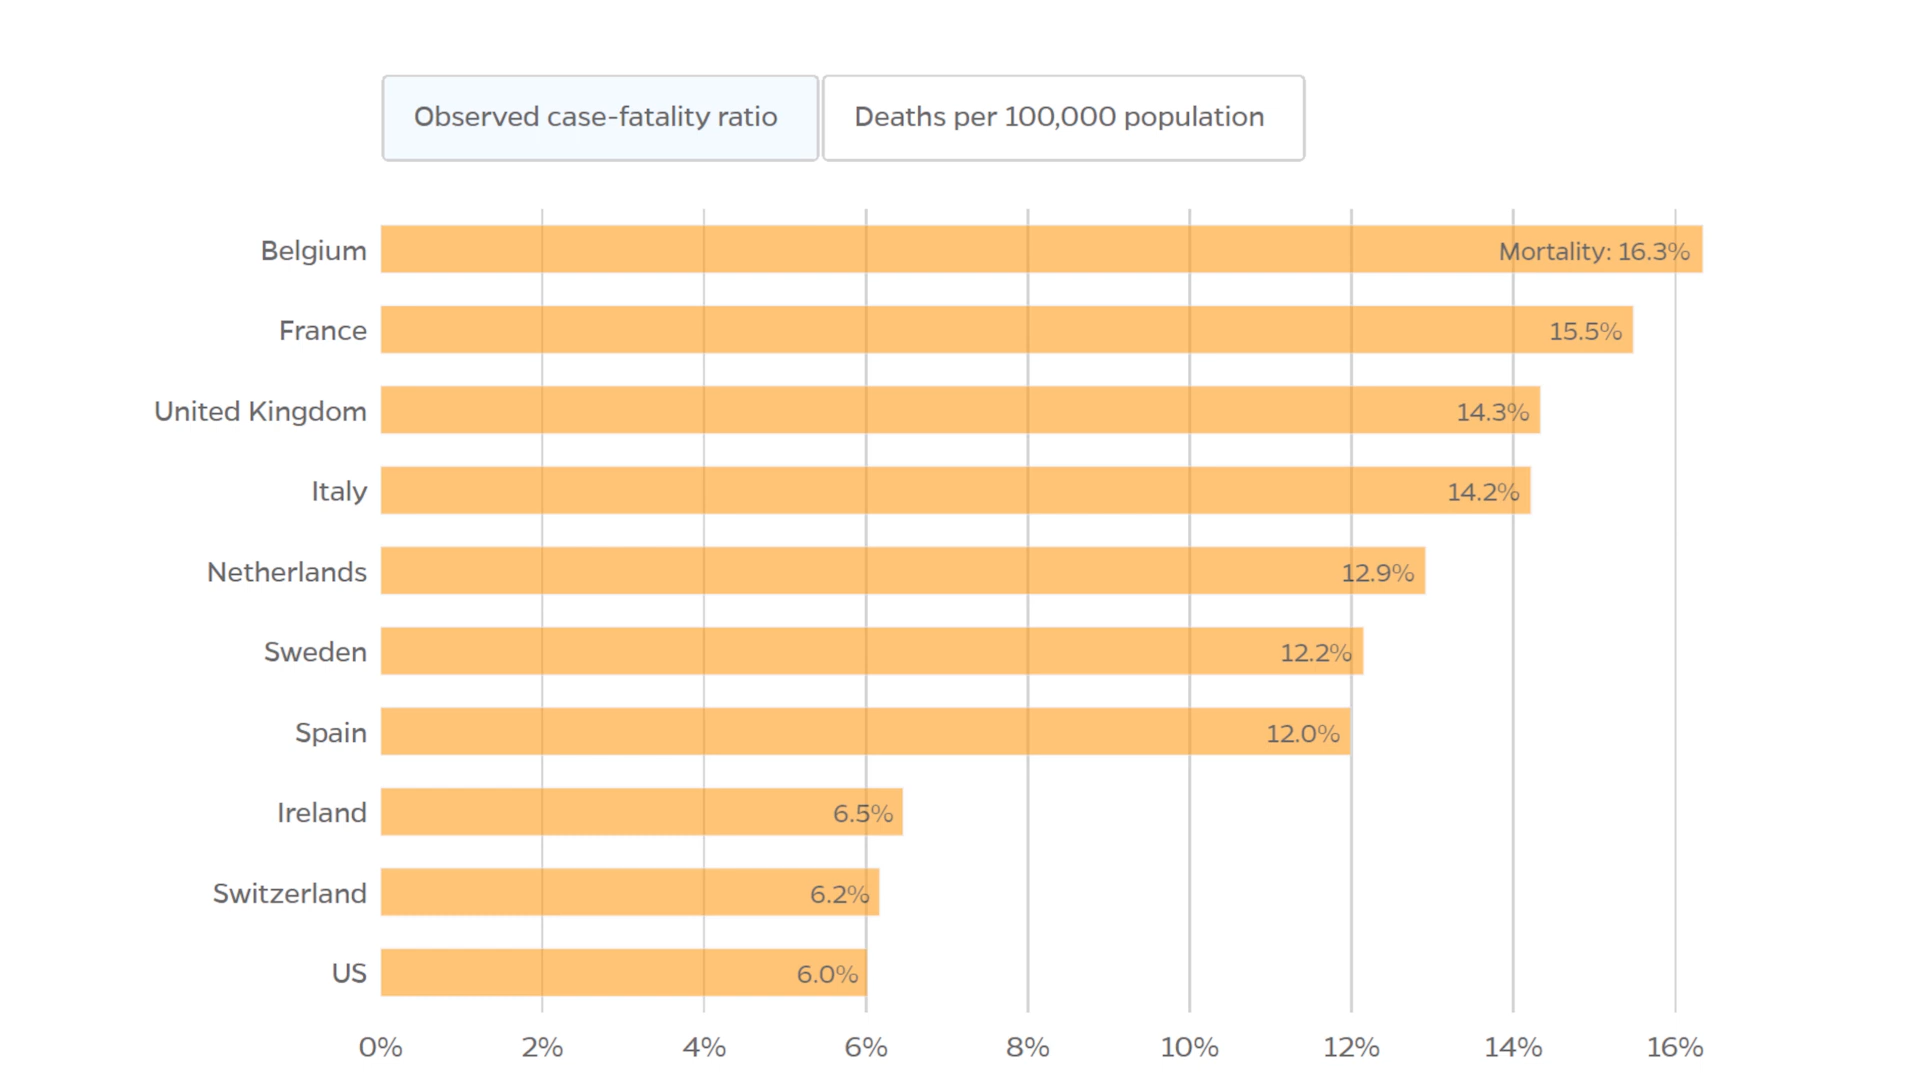 Observed case-fatality ratio
Deaths per 100,000 population
Belgium Mortality: 16.3%
France 15.5%
United Kingdom 14.3%
Italy 14.2%
Netherlands 12.9%
Sweden 12.2%
Spain 12.0%
Ireland 6.5%
Switzerland 6.2%
US 6.0%
0% 2% 4% 6% 8% 10% 12% 14% 16%